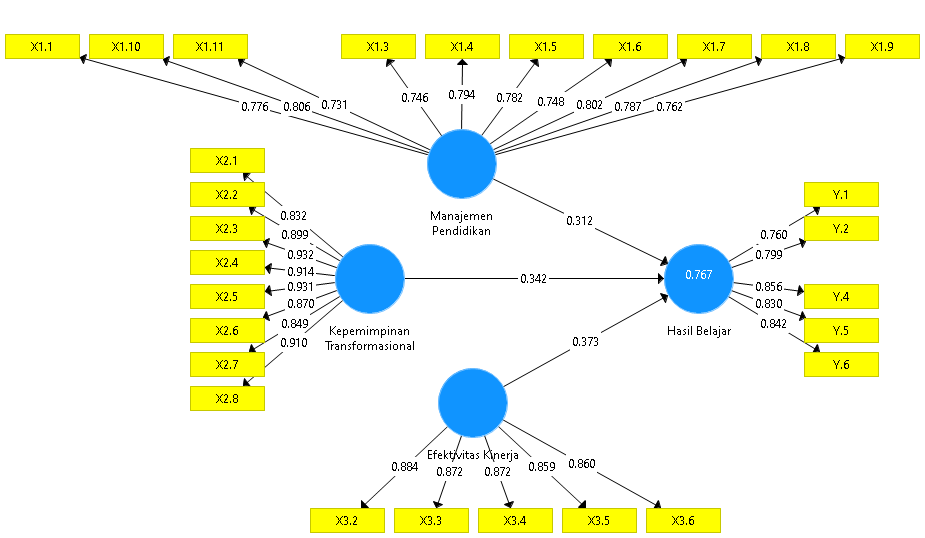 X1.1
X1.10
X1.11
X1.3
X1.4
X1.5
X1.6
X1.7
X1.8
X1.9
0.776
0.806
0.731
0.746
0.794
0.782
0.748
0.802
0.787
0.762
Manajemen
Pendidikan
X2.1
X2.2
X2.3
X2.4
X2.5
X2.6
X2.7
X2.8
0.832
0.899
0.932
0.914
0.931
0.870
0.849
0.910
Kepemimpinan
Transformasional
0.312
0.342
0.373
0.767
Hasil Belajar
0.760
0.799
0.856
0.830
0.842
Y.1
Y.2
Y.4
Y.5
Y.6
Efektivitas Kinerja
0.884
0.872
0.872
0.859
0.860
X3.2
X3.3
X3.4
X3.5
X3.6